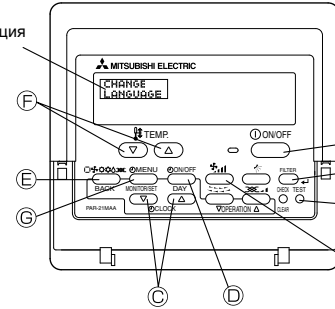 ция
MITSUBISHI ELECTRIC
CHANGE
LANGUAGE
F
TEMP.
ON/OFF
E
MENU
ON/OFF
FILTER
BACK
MONITOR/SET
DAY
CHECK
TEST
PAR-21MAA
CLOCK
OPERATION
CLEAR
G
C
D